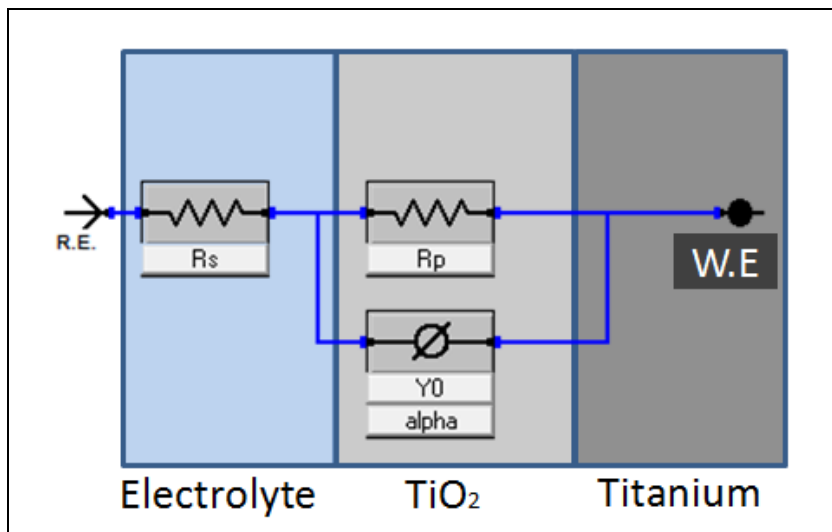 R.E.
Rs
Rp
W.E
Y0
alpha
Electrolyte
TiO₂
Titanium